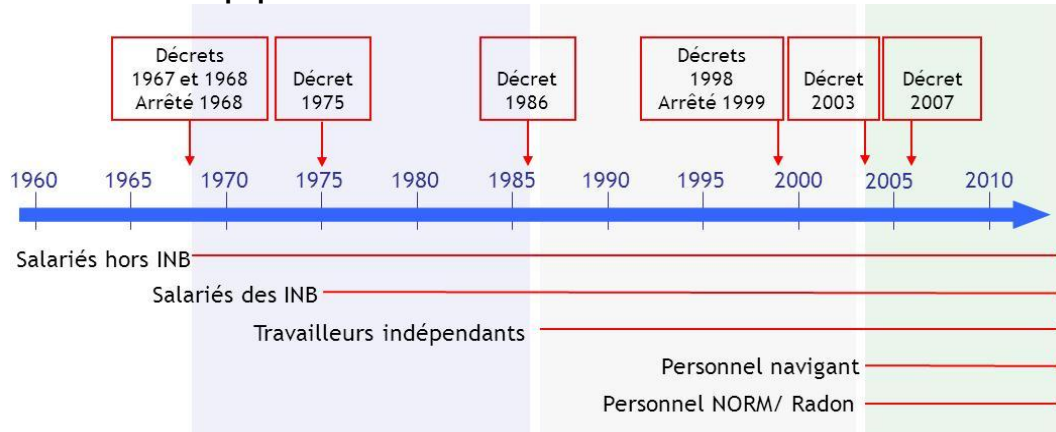 Décrets
1967 et 1968
Arrêté 1968
Décret
1975
Décret
1986
Décrets
1998
Arrêté 1999
Décret
2003
Décret
2007
1960 1965 1970 1975 1980 1985 1990 1995 2000 2005 2010
Salariés hors INB
Salariés des INB
Travailleurs indépendants
Personnel navigant
Personnel NORM/ Radon